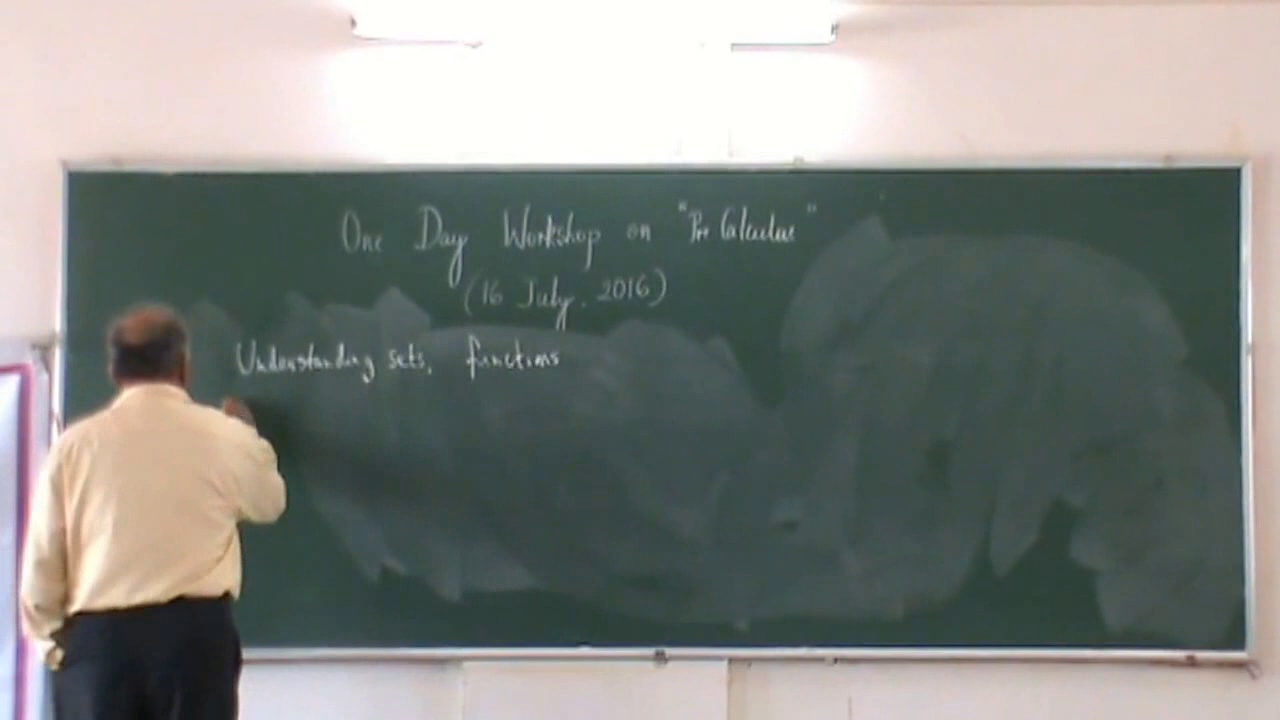 One Day Workshop on "Pre Calculus"
(16 July, 2016)
Understanding sets, functions